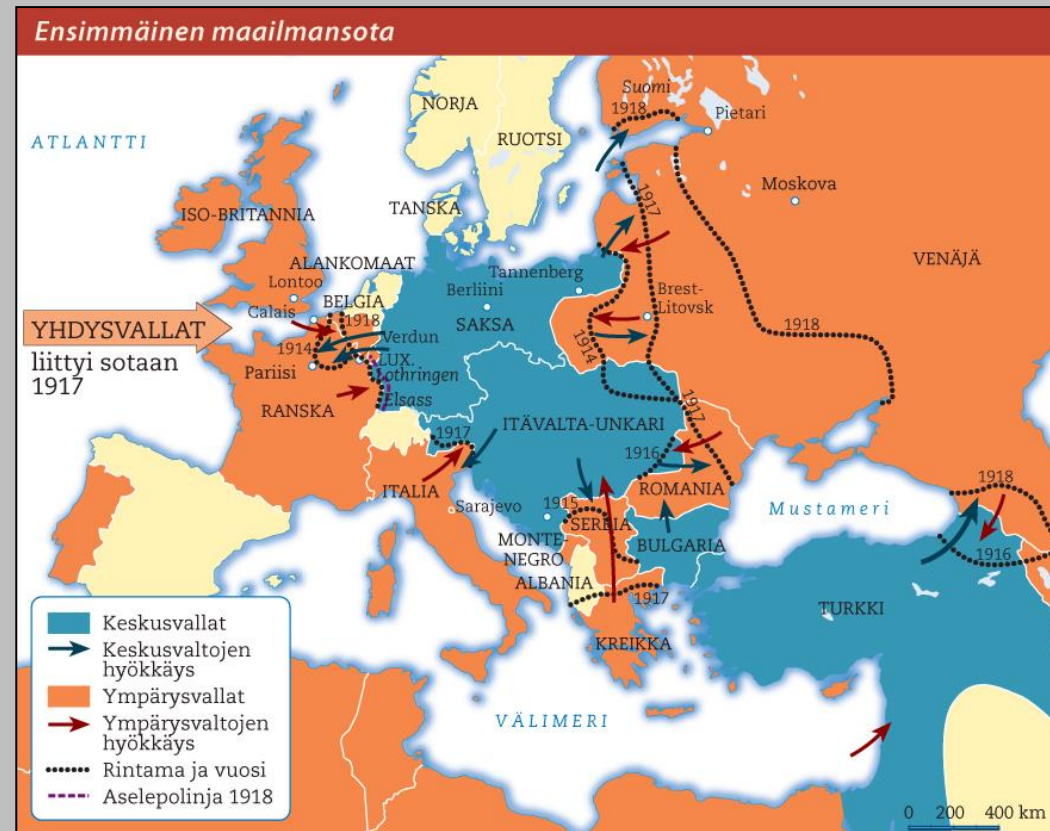 Ensimmäinen maailmansota
Suomi
1918
Pietari
NORJA
RUOTSI
ATLANTTI
Moskova
1917
ISO-BRITANNIA
TANSKA
VENÄJÄ
ALANKOMAAT
Lontoo
Tannenberg
Berliini
Brest-
Litovsk
BELGIA
Calais
1918
SAKSA
YHDYSVALLAT
liittyi sotaan
1917
Verdun
1914
LUX.
Pariisi
othringen
Elsass
1914
1918
RANSKA
1917
ITÄVALTA-UNKARI
1917
1916
ITALIA
ROMANIA
Sarajevo
1915
SERBIA
Mustameri
1918
MONTE-
NEGRO
BULGARIA
1916
ALBANIA
1917
TURKKI
KREIKKA
VÄLIMERI
Keskusvallat
Keskusvaltojen
hyökkäys
Ympärysvallat
Ympärysvaltojen
hyökkäys
Rintama ja vuosi
Aselepolinja 1918
0 200 400 km